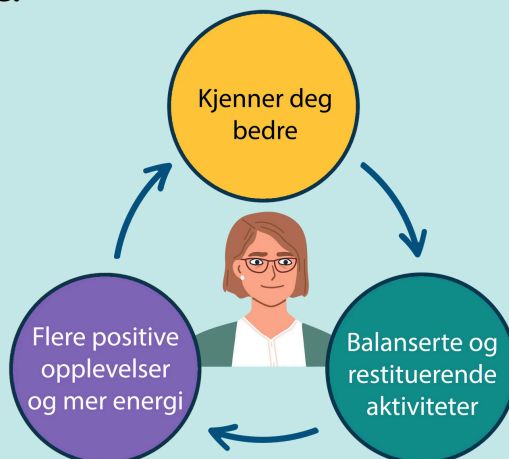 Kjenner deg
bedre
Flere positive
opplevelser
og mer energi
Balanserte og
restituerende
aktiviteter